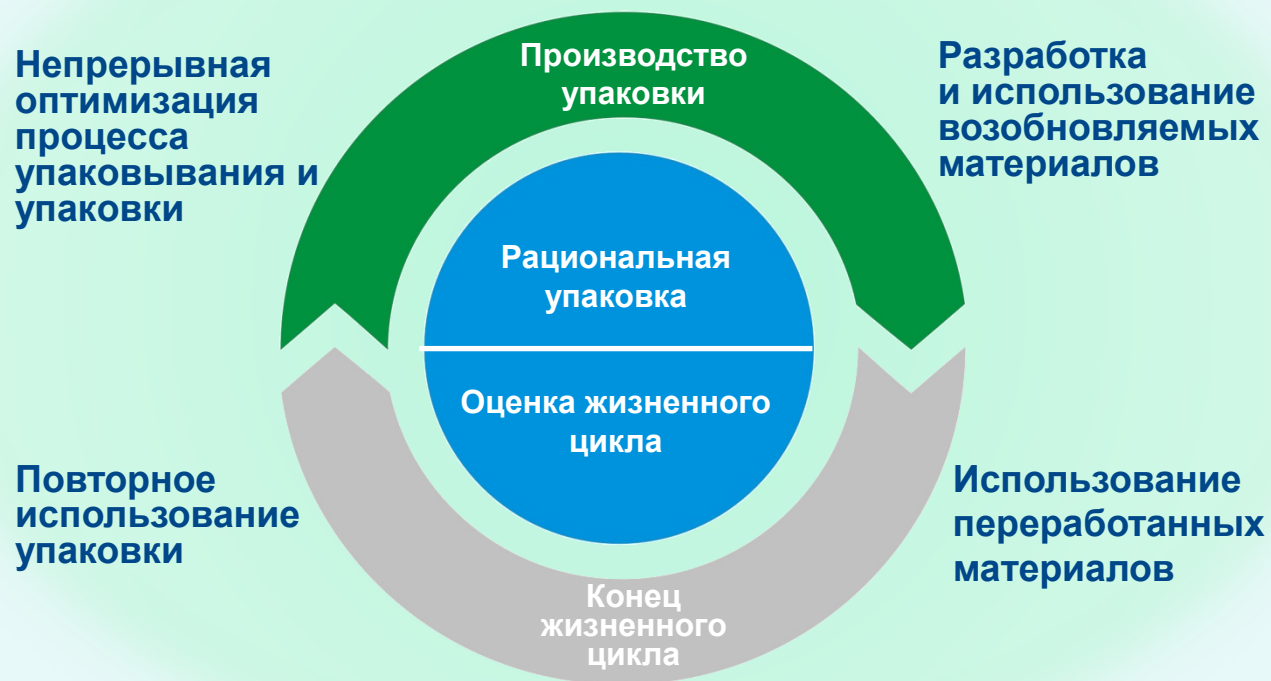 Непрерывная
оптимизация
процесса
упаковывания и
упаковки
Производство
упаковки
Разработка
и использование
возобновляемых
материалов
Рациональная
упаковка
Оценка жизненного
цикла
Повторное
использование
упаковки
Использование
переработанных
материалов
Конец
жизненного
цикла